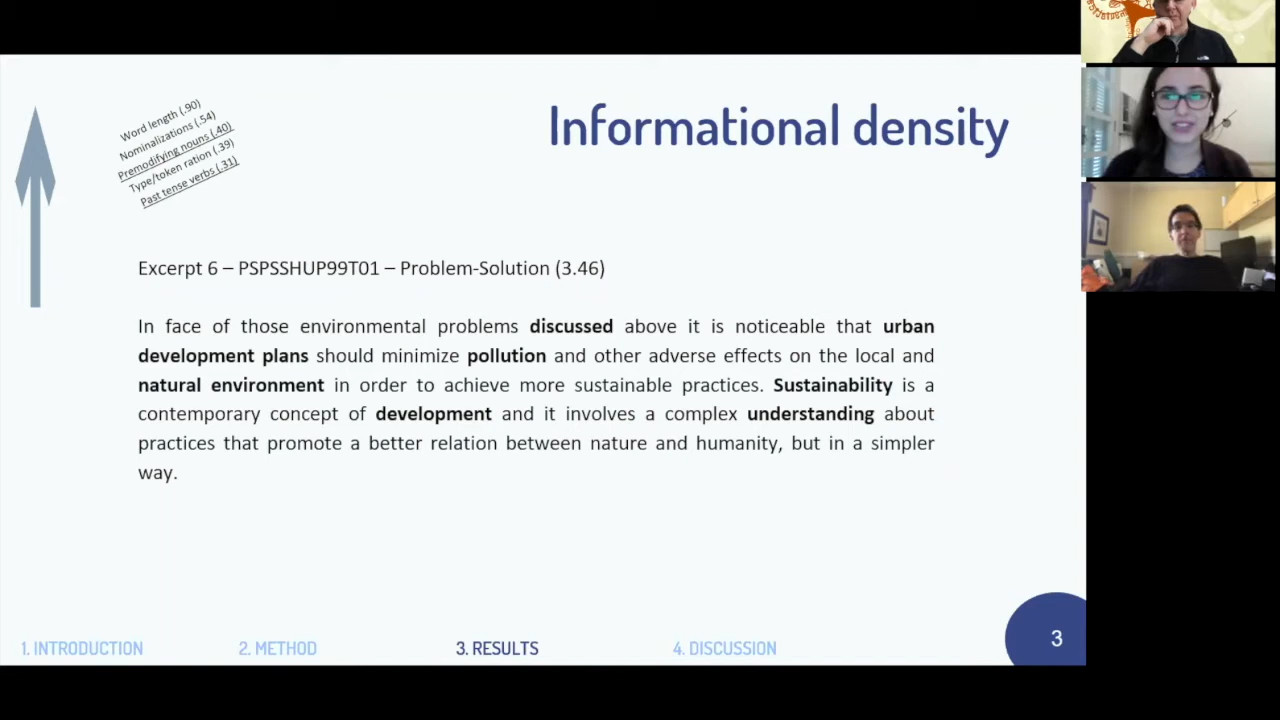 Informational density
Word length (.90)
Nominalizations (.54)
Premodifying nouns (.40)
Type/token ration (.39)
Past tense verbs (.31)
Excerpt 6 – PSPSSHUP99T01 – Problem-Solution (3.46)
In face of those environmental problems discussed above it is noticeable that urban
development plans should minimize pollution and other adverse effects on the local and
natural environment in order to achieve more sustainable practices. Sustainability is a
contemporary concept of development and it involves a complex understanding about
practices that promote a better relation between nature and humanity, but in a simpler
way.
1. INTRODUCTION
2. METHOD
3. RESULTS
4. DISCUSSION
3